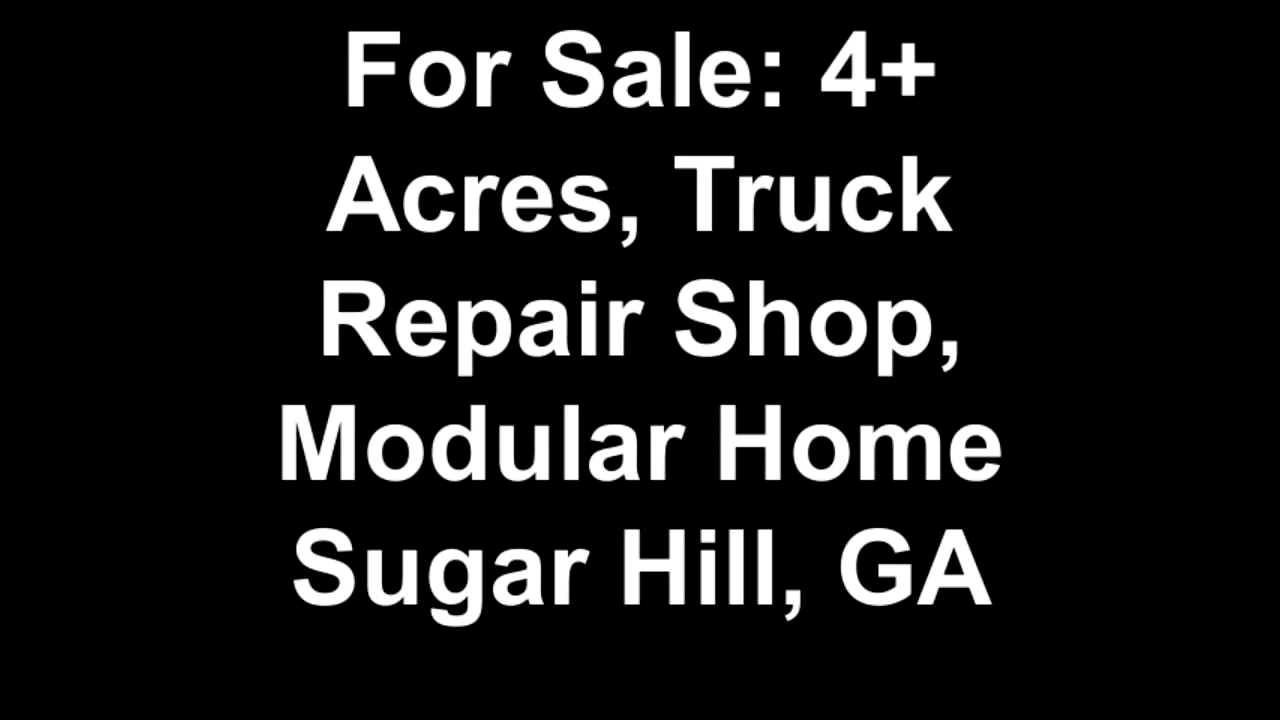 For Sale: 4+
Acres, Truck
Repair Shop,
Modular Home
Sugar Hill, GA